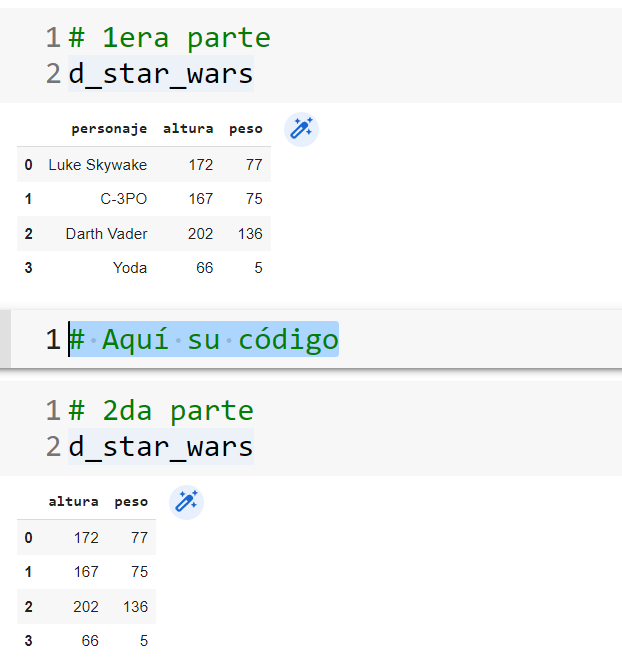 1 # 1era parte
2 d_star_wars
personaje altura peso
0 Luke Skywake 172 77
1 C-3PO 167 75
2 Darth Vader 202 136
3 Yoda 66 5
1 # Aquí su código
1 # 2da parte
2 d_star_wars
altura peso
0 172 77
1 167 75
2 202 136
3 66 5